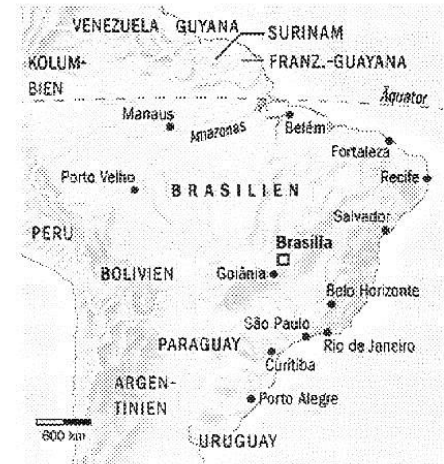 VENEZUELA GUYANA
SURINAM
KOLUM-
BIEN
FRANZ.-GUAYANA
Äquator
Manaus
Amazonas
Belém
Fortaleza
Porto Velho
BRASILIEN
Recife
Salvador
PERU
Brasília
BOLIVIEN
Goiânia
Belo Horizonte
São Paulo
Rio de Janeiro
PARAGUAY
Curitiba
ARGEN-
TINIEN
Porto Alegre
600 km
URUGUAY